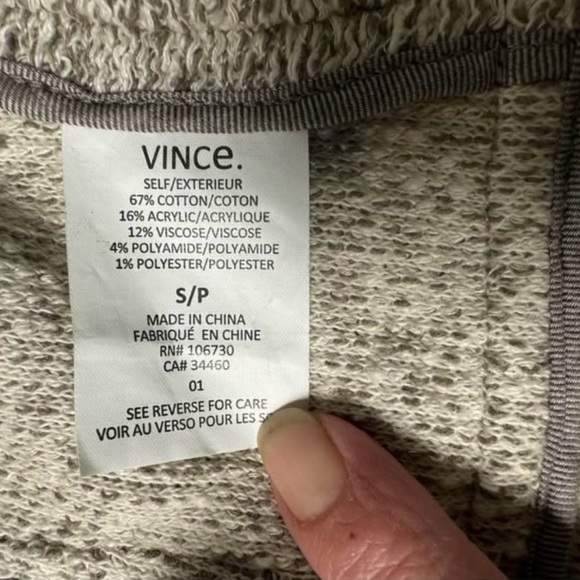 VINCe.
SELF/EXTERIEUR
67% COTTON/COTON
16% ACRYLIC/ACRYLIQUE
12% VISCOSE/VISCOSE
4% POLYAMIDE/POLYAMIDE
1% POLYESTER/POLYESTER
S/P
MADE IN CHINA
FABRIQUÉ EN CHINE
RN# 106730
CA# 34460
01
SEE REVERSE FOR CARE
VOIR AU VERSO POUR LES